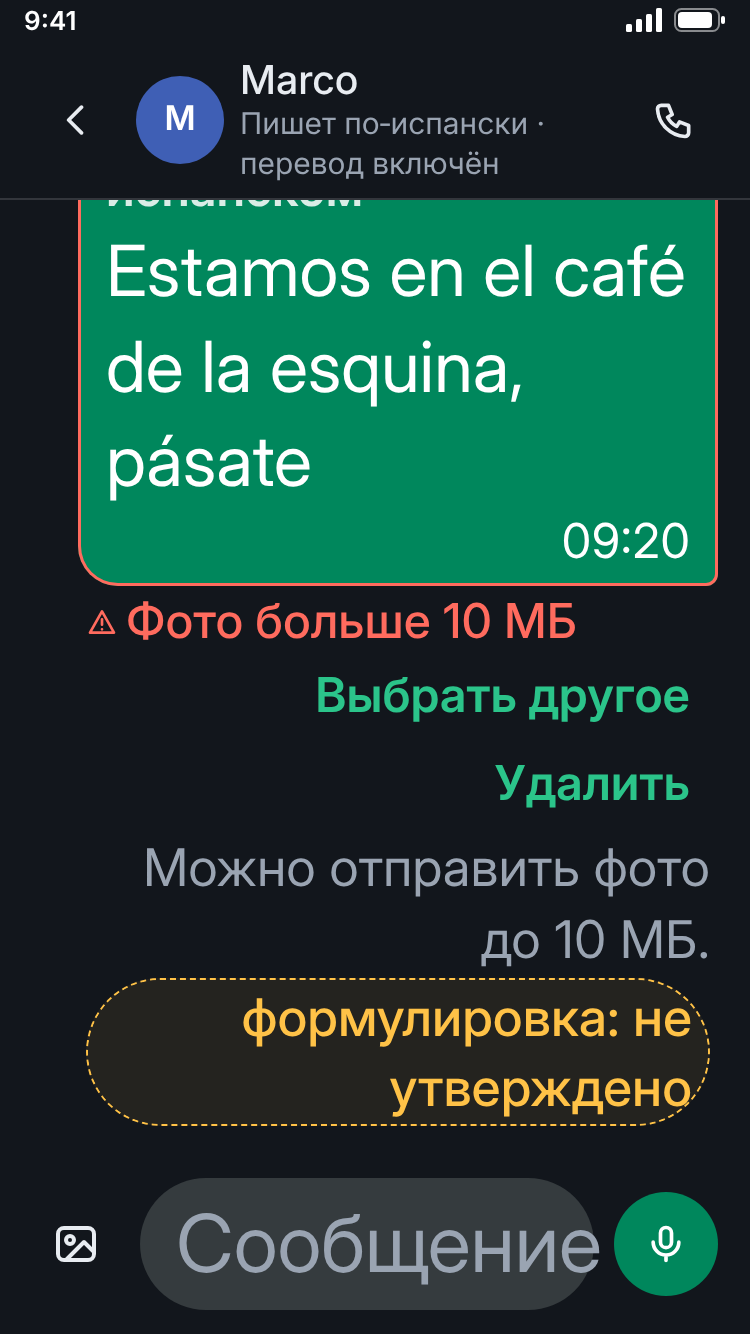 9:41
Marco
M
Пишет по-испански ·
перевод включён
Estamos en el café
de la esquina,
pásate
09:20
Фото больше 10 МБ
Выбрать другое
Удалить
Можно отправить фото
до 10 МБ.
формулировка: не
утверждено
Сообщение